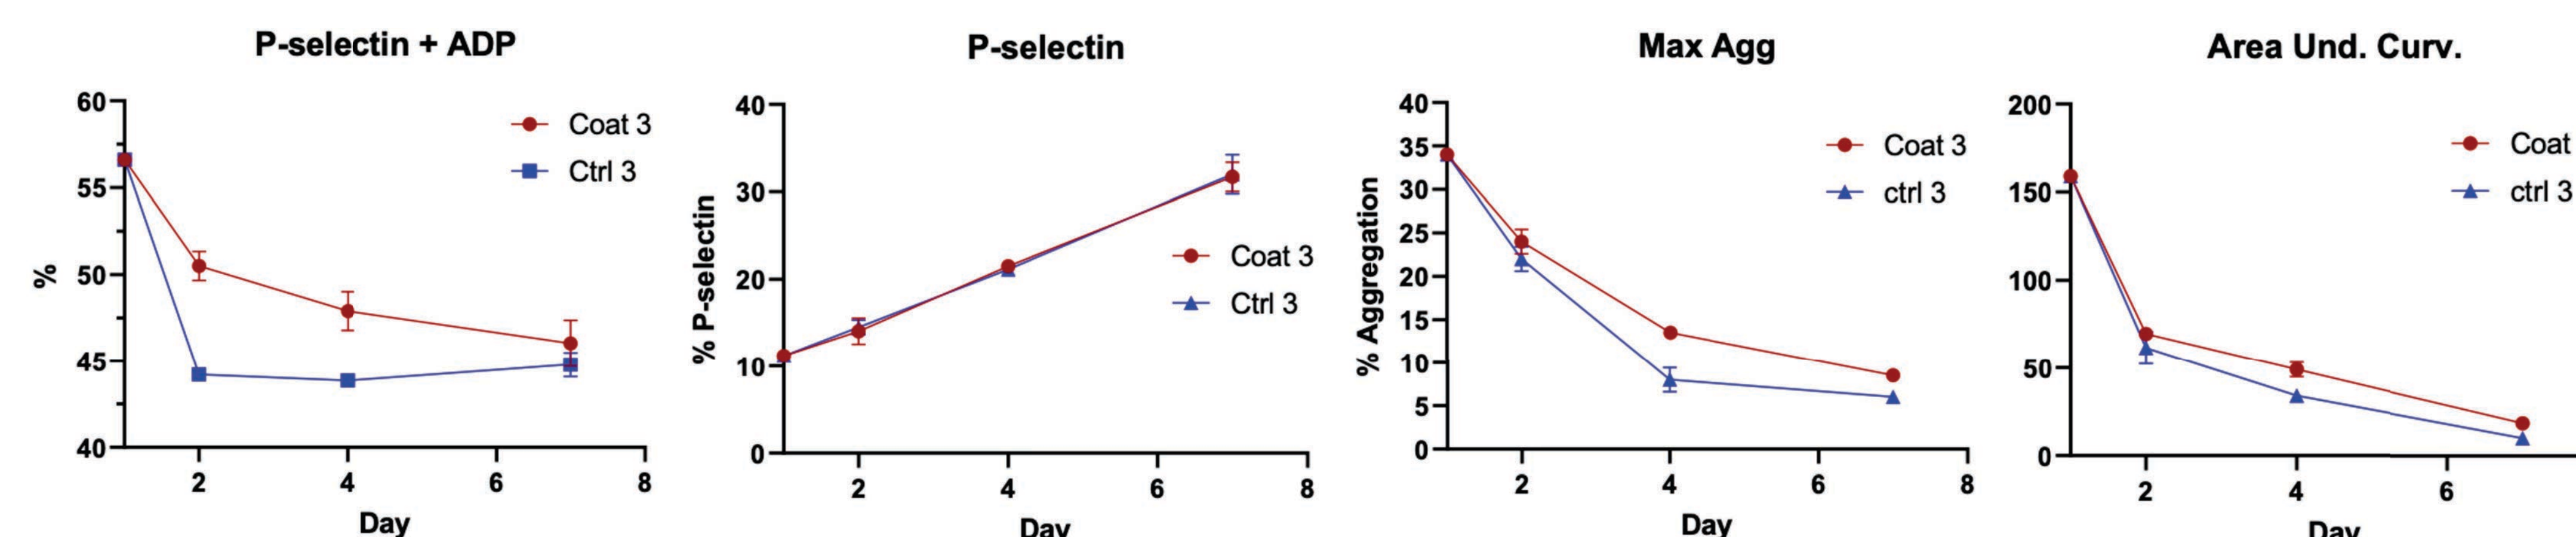 P-selectin + ADP
60
55
50
45
40
%
2
4
6
8
Day
Coat 3
Ctrl 3
P-selectin
40
30
20
10
0
% P-selectin
2
4
6
8
Day
Coat 3
Ctrl 3
Max Agg
40
35
30
25
20
15
10
5
0
% Aggregation
2
4
6
8
Day
Coat 3
ctrl 3
Area Und. Curv.
200
150
100
50
0
2
4
6
Day
Coat
ctrl 3